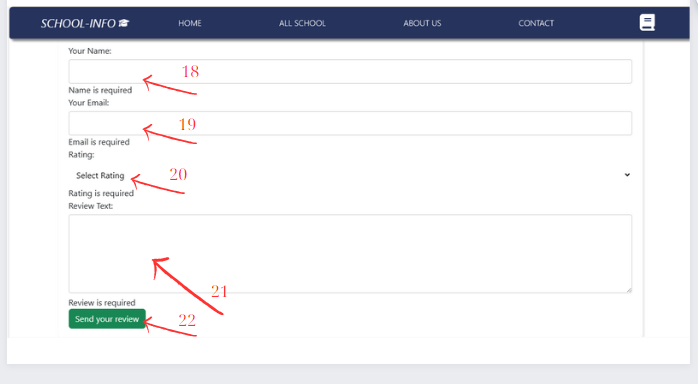 SCHOOL-INFO HOME ALL SCHOOL ABOUT US CONTACT
Your Name:
18
Name is required
Your Email:
19
Email is required
Rating:
Select Rating 20
Rating is required
Review Text:
21
Review is required
Send your review 22